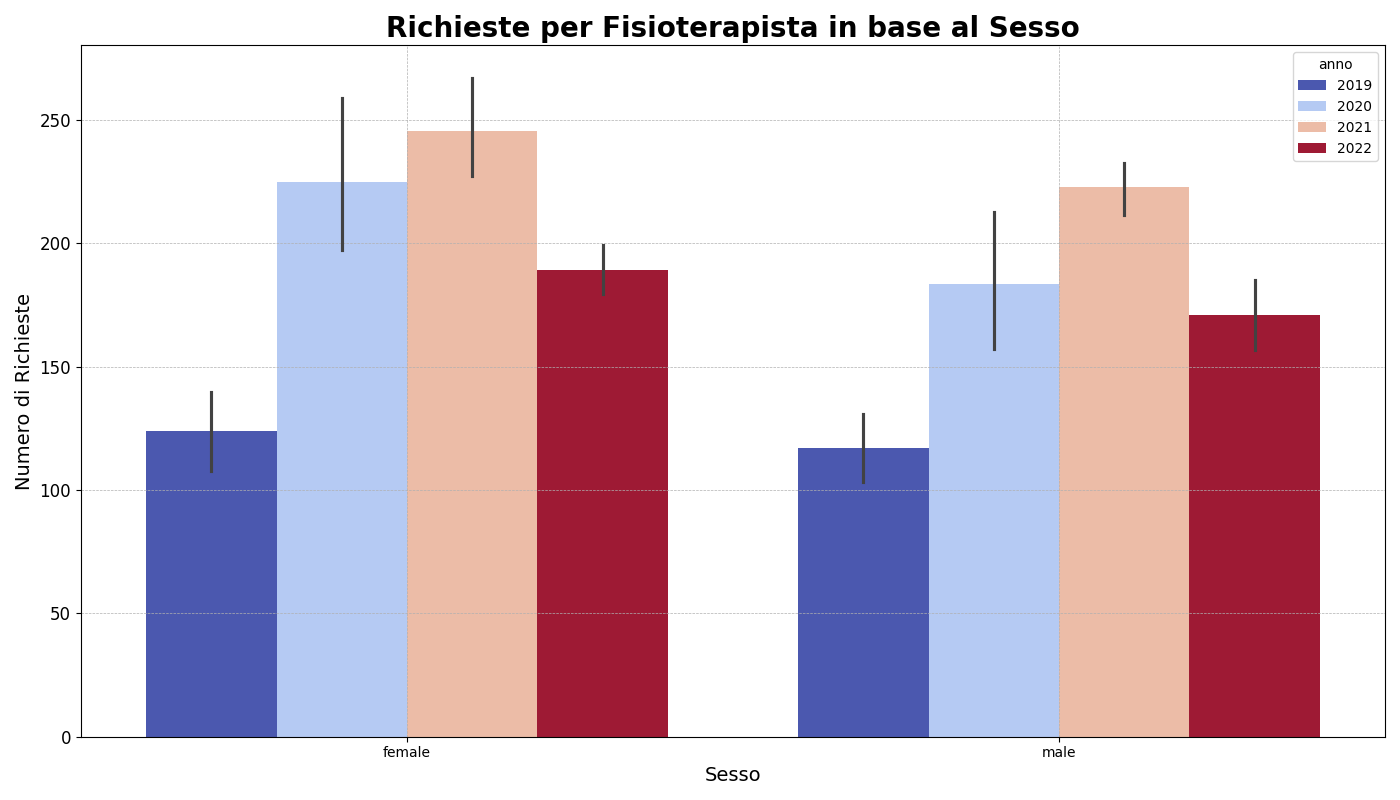 Richieste per Fisioterapista in base al Sesso
anno
2019
2020
2021
2022
Numero di Richieste
250
200
150
100
50
0
female
male
Sesso